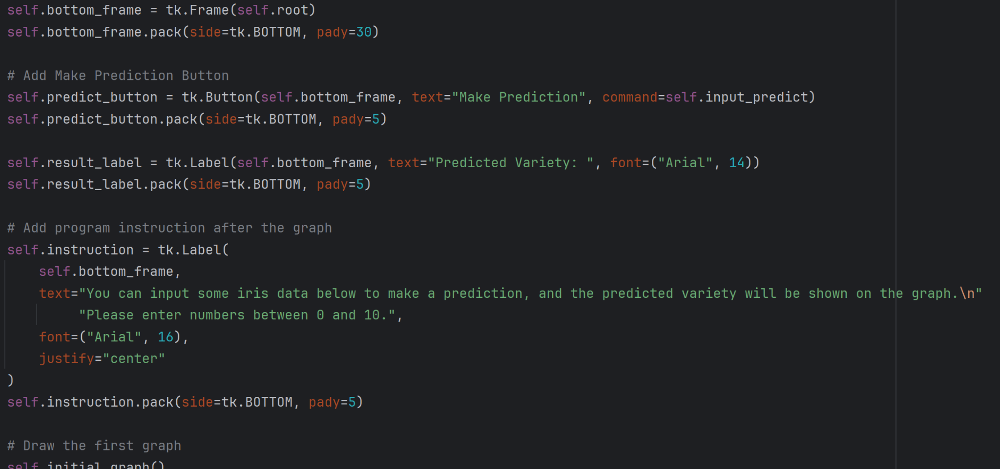 self.bottom_frame = tk.Frame(self.root)
self.bottom_frame.pack(side=tk.BOTTOM, pady=30)
# Add Make Prediction Button
self.predict_button = tk.Button(self.bottom_frame, text="Make Prediction", command=self.input_predict)
self.predict_button.pack(side=tk.BOTTOM, pady=5)
self.result_label = tk.Label(self.bottom_frame, text="Predicted Variety: ", font=("Arial", 14))
self.result_label.pack(side=tk.BOTTOM, pady=5)
# Add program instruction after the graph
self.instruction = tk.Label(
self.bottom_frame,
text="You can input some iris data below to make a prediction, and the predicted variety will be shown on the graph.\n"
"Please enter numbers between 0 and 10.",
font=("Arial", 16),
justify="center"
)
self.instruction.pack(side=tk.BOTTOM, pady=5)
# Draw the first graph
self.initial_graph()